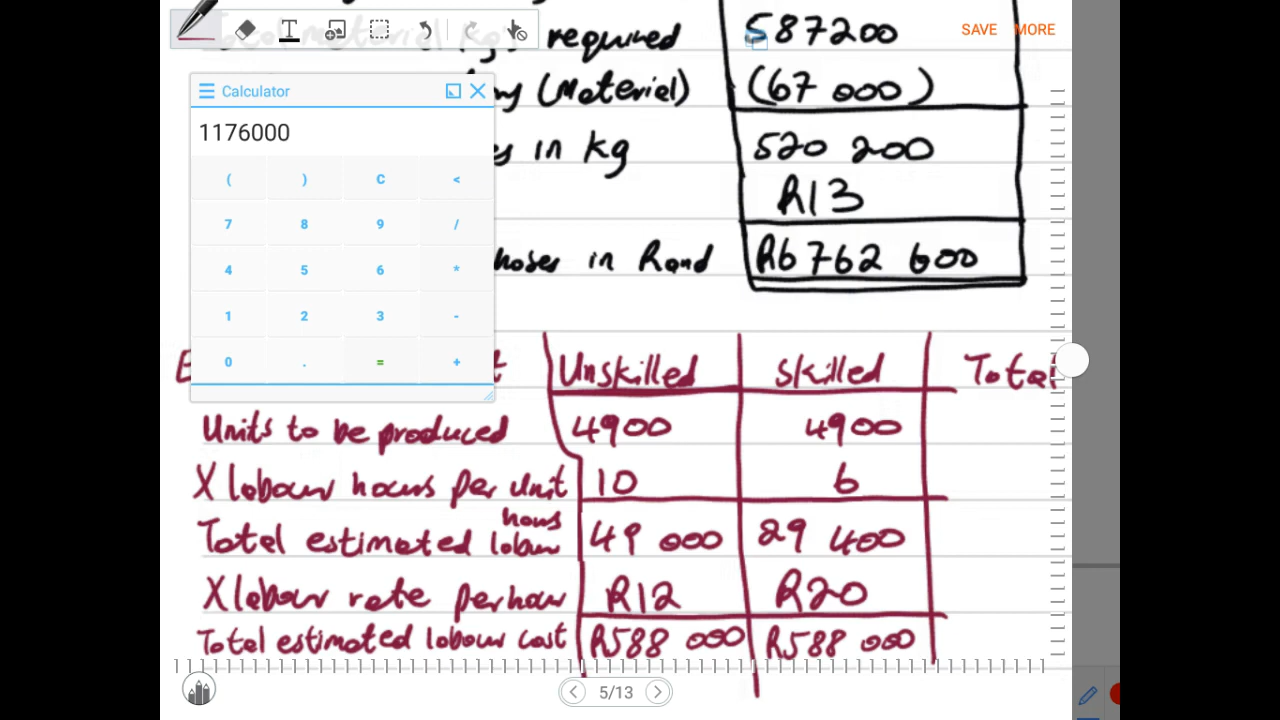 SAVE MORE
required 587200
(Material) (67 000)
in kg 520 200
R13
in Rand R6 762 600
Calculator
1176000
( ) C <
7 8 9 /
4 5 6 *
1 2 3 -
0 . = +
Unskilled Skilled Total
Units to be produced 4900 4900
X labour hours per unit 10 6
Total estimated labour hours 49 000 29 400
X labour rate per hour R12 R20
Total estimated labour cost R588 000 R588 000
5/13